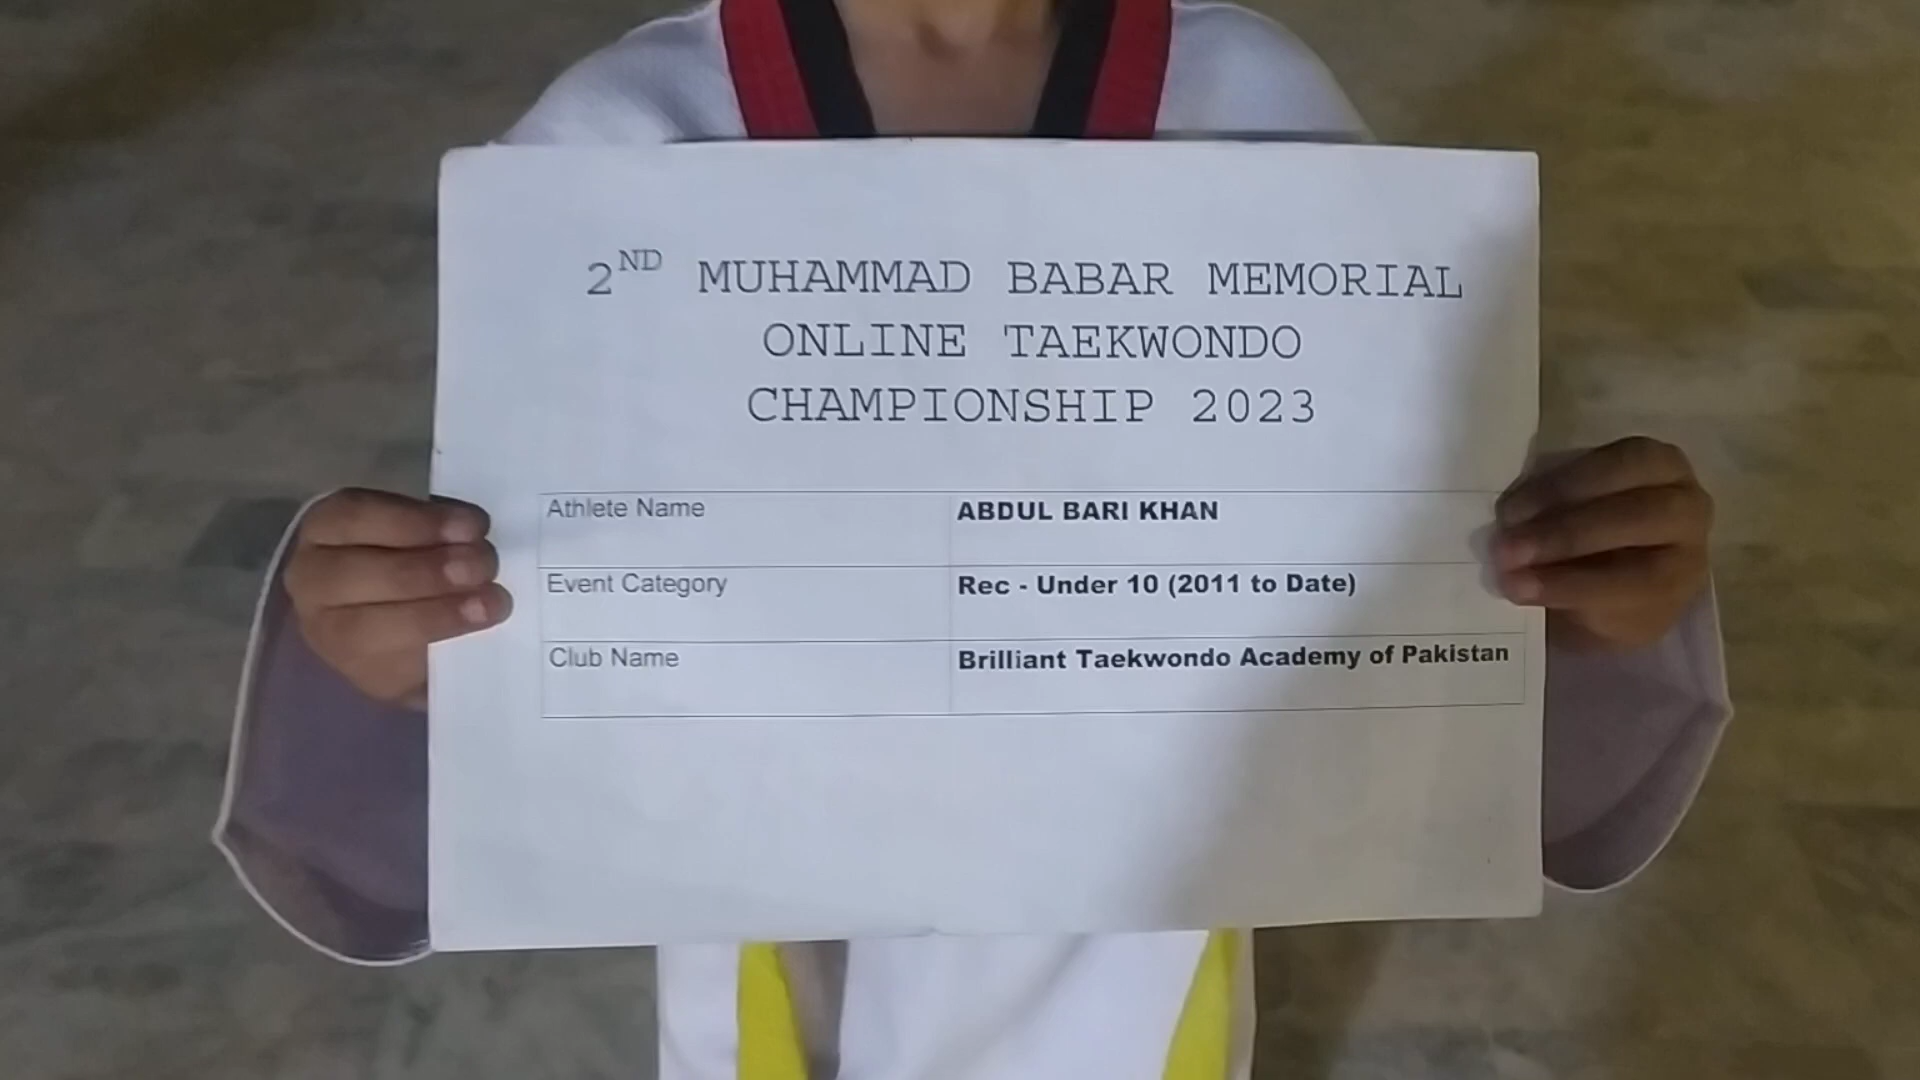 2ND MUHAMMAD BABAR MEMORIAL
ONLINE TAEKWONDO
CHAMPIONSHIP 2023
Athlete Name ABDUL BARI KHAN
Event Category Rec - Under 10 (2011 to Date)
Club Name Brilliant Taekwondo Academy of Pakistan